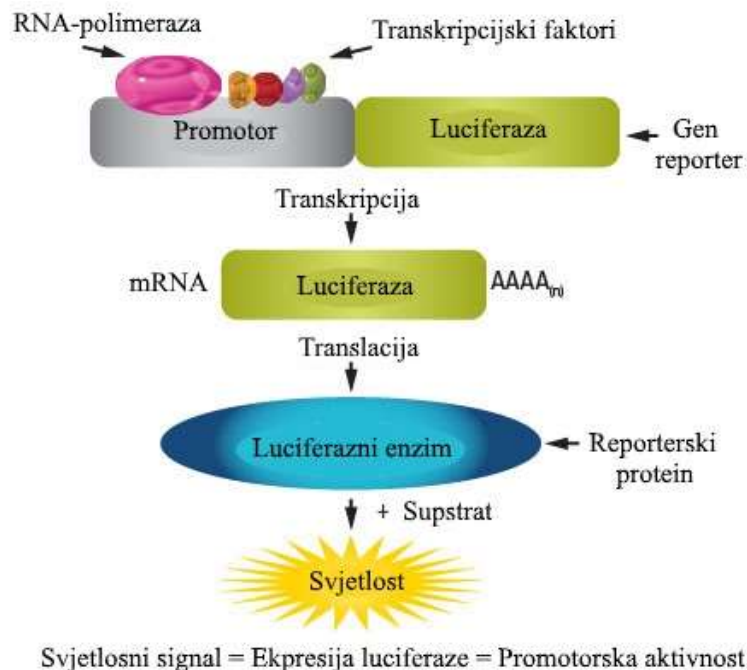 RNA-polimeraza
Transkripcijski faktori
Promotor
Luciferaza
Gen
reporter
Transkripcija
mRNA
Luciferaza
AAAA(n)
Translacija
Luciferazni enzim
Reporterski
protein
+ Supstrat
Svjetlost
Svjetlosni signal = Ekpresija luciferaze = Promotorska aktivnost